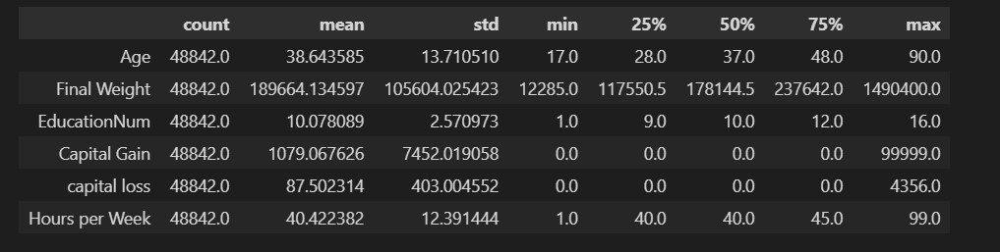 count mean std min 25% 50% 75% max
Age 48842.0 38.643585 13.710510 17.0 28.0 37.0 48.0 90.0
Final Weight 48842.0 189664.134597 105604.025423 12285.0 117550.5 178144.5 237642.0 1490400.0
EducationNum 48842.0 10.078089 2.570973 1.0 9.0 10.0 12.0 16.0
Capital Gain 48842.0 1079.067626 7452.019058 0.0 0.0 0.0 0.0 99999.0
capital loss 48842.0 87.502314 403.004552 0.0 0.0 0.0 0.0 4356.0
Hours per Week 48842.0 40.422382 12.391444 1.0 40.0 40.0 45.0 99.0